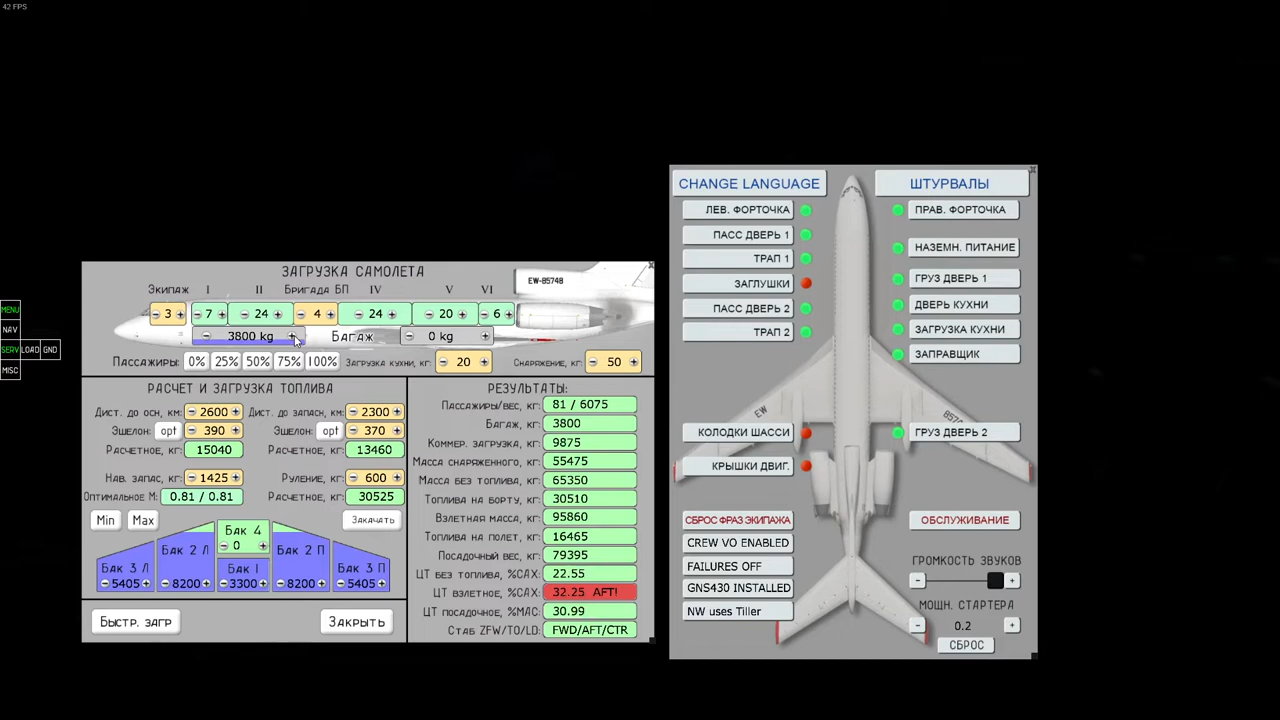 42 FPS
MENU
NAV
SERV LOAD GND
MISC
ЗАГРУЗКА САМОЛЕТА
EW-85748
Экипаж I II Бригада БП IV V VI
- 3 + - 7 + - 24 + - 4 + - 24 + - 20 + - 6 +
- 3800 kg + Багаж - 0 kg +
Пассажиры: 0% 25% 50% 75% 100% Загрузка кухни, кг: - 20 + Снаряжение, кг: - 50 +
РАСЧЕТ И ЗАГРУЗКА ТОПЛИВА
Дист. до осн, км: - 2600 + Дист. до запасн, км: - 2300 +
Эшелон: opt - 390 + Эшелон: opt - 370 +
Расчетное, кг: 15040 Расчетное, кг: 13460
Нав. запас, кг: - 1425 + Руление, кг: - 600 +
Оптимальное М: 0.81 / 0.81 Расчетное, кг: 30525
Min Max Закачать
Бак 4
- 0 +
Бак 2 Л Бак 2 П
Бак 3 Л Бак 1 Бак 3 П
- 5405 + - 8200 + - 3300 + - 8200 + - 5405 +
Быстр. загр Закрыть
РЕЗУЛЬТАТЫ:
Пассажиры/вес, кг: 81 / 6075
Багаж, кг: 3800
Коммер. загрузка, кг: 9875
Масса снаряженного, кг: 55475
Масса без топлива, кг: 65350
Топлива на борту, кг: 30510
Взлетная масса, кг: 95860
Топлива на полет, кг: 16465
Посадочный вес, кг: 79395
ЦТ без топлива, %САХ: 22.55
ЦТ взлетное, %САХ: 32.25 AFT!
ЦТ посадочное, %MAC: 30.99
Стаб ZFW/TO/LD: FWD/AFT/CTR
CHANGE LANGUAGE ШТУРВАЛЫ
ЛЕВ. ФОРТОЧКА ПРАВ. ФОРТОЧКА
ПАСС ДВЕРЬ 1 НАЗЕМН. ПИТАНИЕ
ТРАП 1 ГРУЗ ДВЕРЬ 1
ЗАГЛУШКИ ДВЕРЬ КУХНИ
ПАСС ДВЕРЬ 2 ЗАГРУЗКА КУХНИ
ТРАП 2 ЗАПРАВЩИК
EW 8574
КОЛОДКИ ШАССИ ГРУЗ ДВЕРЬ 2
КРЫШКИ ДВИГ.
СБРОС ФРАЗ ЭКИПАЖА ОБСЛУЖИВАНИЕ
CREW VO ENABLED
FAILURES OFF
GNS430 INSTALLED
NW uses Tiller
ГРОМКОСТЬ ЗВУКОВ
- +
МОЩН. СТАРТЕРА
- 0.2 +
СБРОС